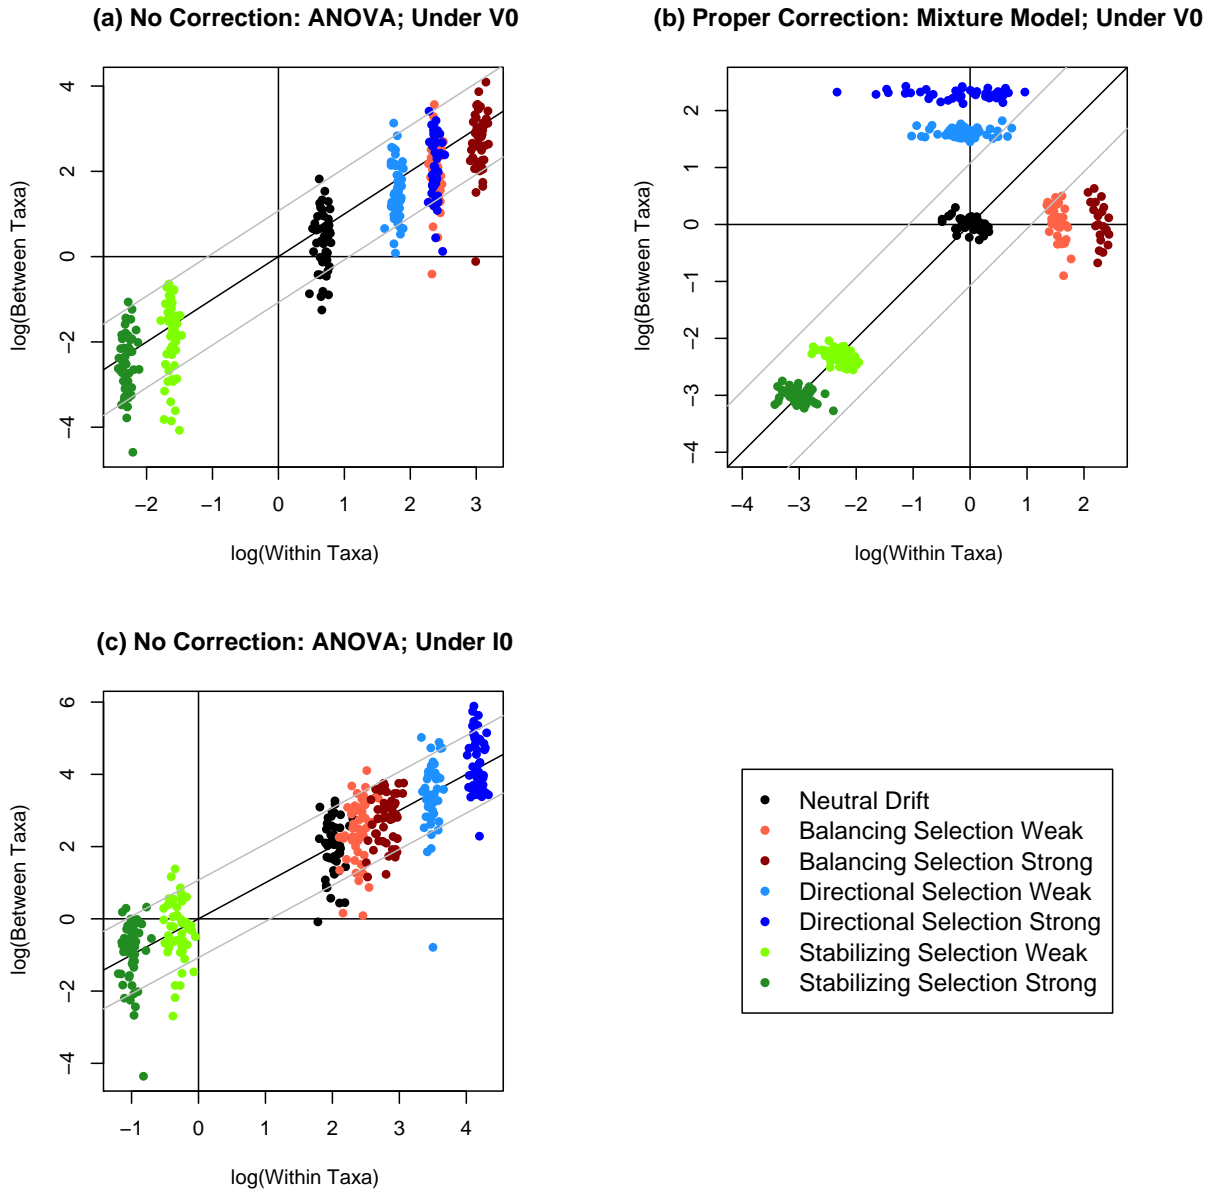 (a) No Correction: ANOVA; Under V0
log(Between Taxa)
4
2
0
−2
−4
−2 −1 0 1 2 3
log(Within Taxa)
(b) Proper Correction: Mixture Model; Under V0
log(Between Taxa)
2
1
0
−1
−2
−3
−4
−4 −3 −2 −1 0 1 2
log(Within Taxa)
(c) No Correction: ANOVA; Under I0
log(Between Taxa)
6
4
2
0
−2
−4
−1 0 1 2 3 4
log(Within Taxa)
Neutral Drift
Balancing Selection Weak
Balancing Selection Strong
Directional Selection Weak
Directional Selection Strong
Stabilizing Selection Weak
Stabilizing Selection Strong